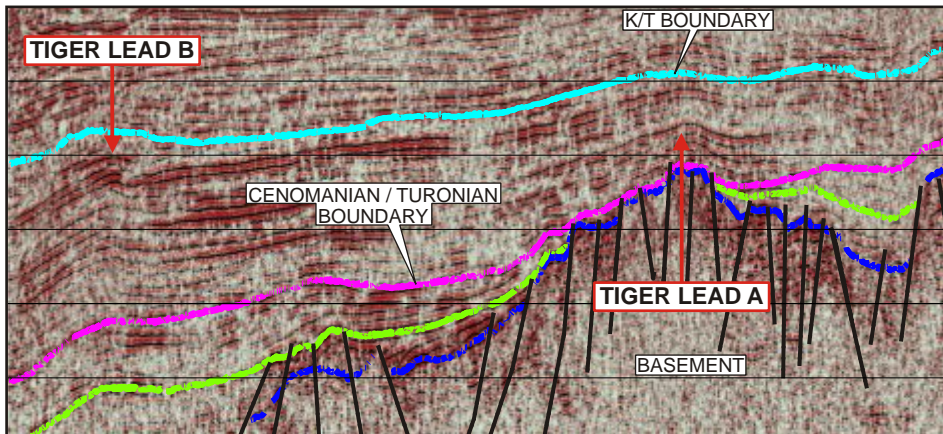 K/T BOUNDARY
TIGER LEAD B
CENOMANIAN / TURONIAN
BOUNDARY
TIGER LEAD A
BASEMENT